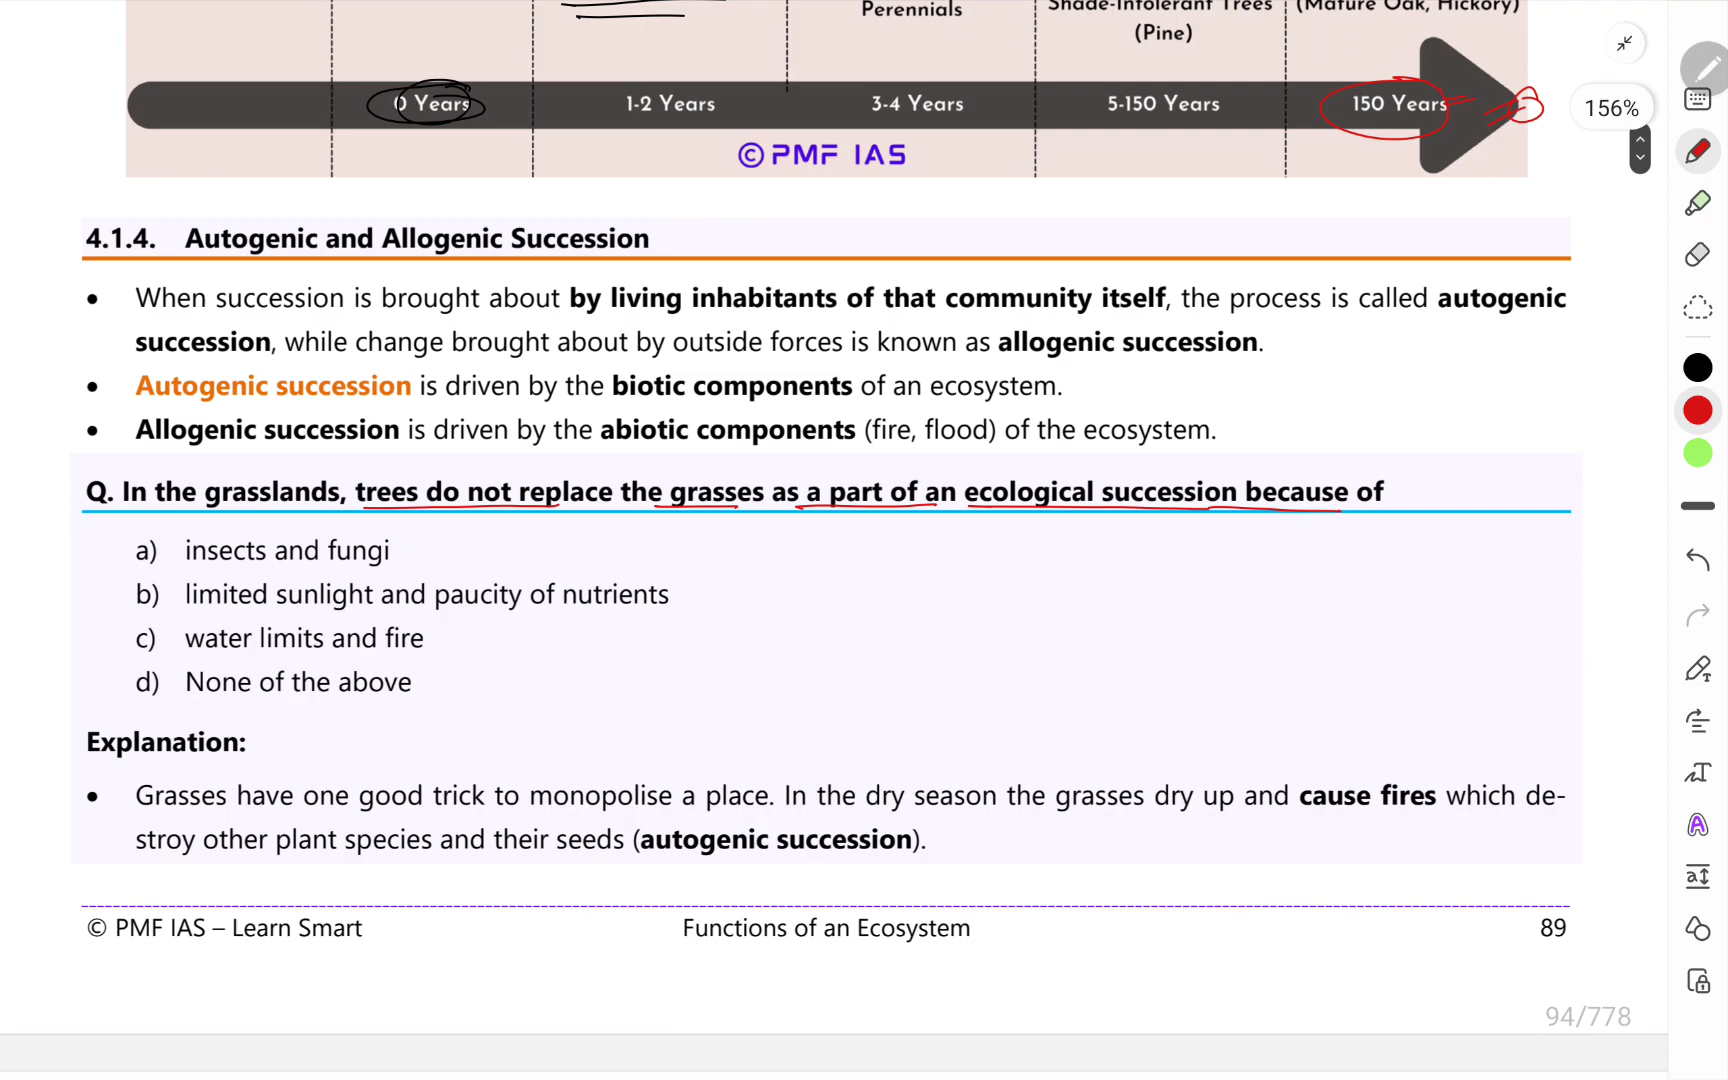 Perennials
Shade-Intolerant Trees
(Pine)
(Mature Oak, Hickory)
0 Years
1-2 Years
3-4 Years
5-150 Years
150 Years
156%
© PMF IAS
4.1.4. Autogenic and Allogenic Succession
• When succession is brought about by living inhabitants of that community itself, the process is called autogenic
succession, while change brought about by outside forces is known as allogenic succession.
• Autogenic succession is driven by the biotic components of an ecosystem.
• Allogenic succession is driven by the abiotic components (fire, flood) of the ecosystem.
Q. In the grasslands, trees do not replace the grasses as a part of an ecological succession because of
a) insects and fungi
b) limited sunlight and paucity of nutrients
c) water limits and fire
d) None of the above
Explanation:
• Grasses have one good trick to monopolise a place. In the dry season the grasses dry up and cause fires which de-
stroy other plant species and their seeds (autogenic succession).
© PMF IAS – Learn Smart Functions of an Ecosystem 89
94/778